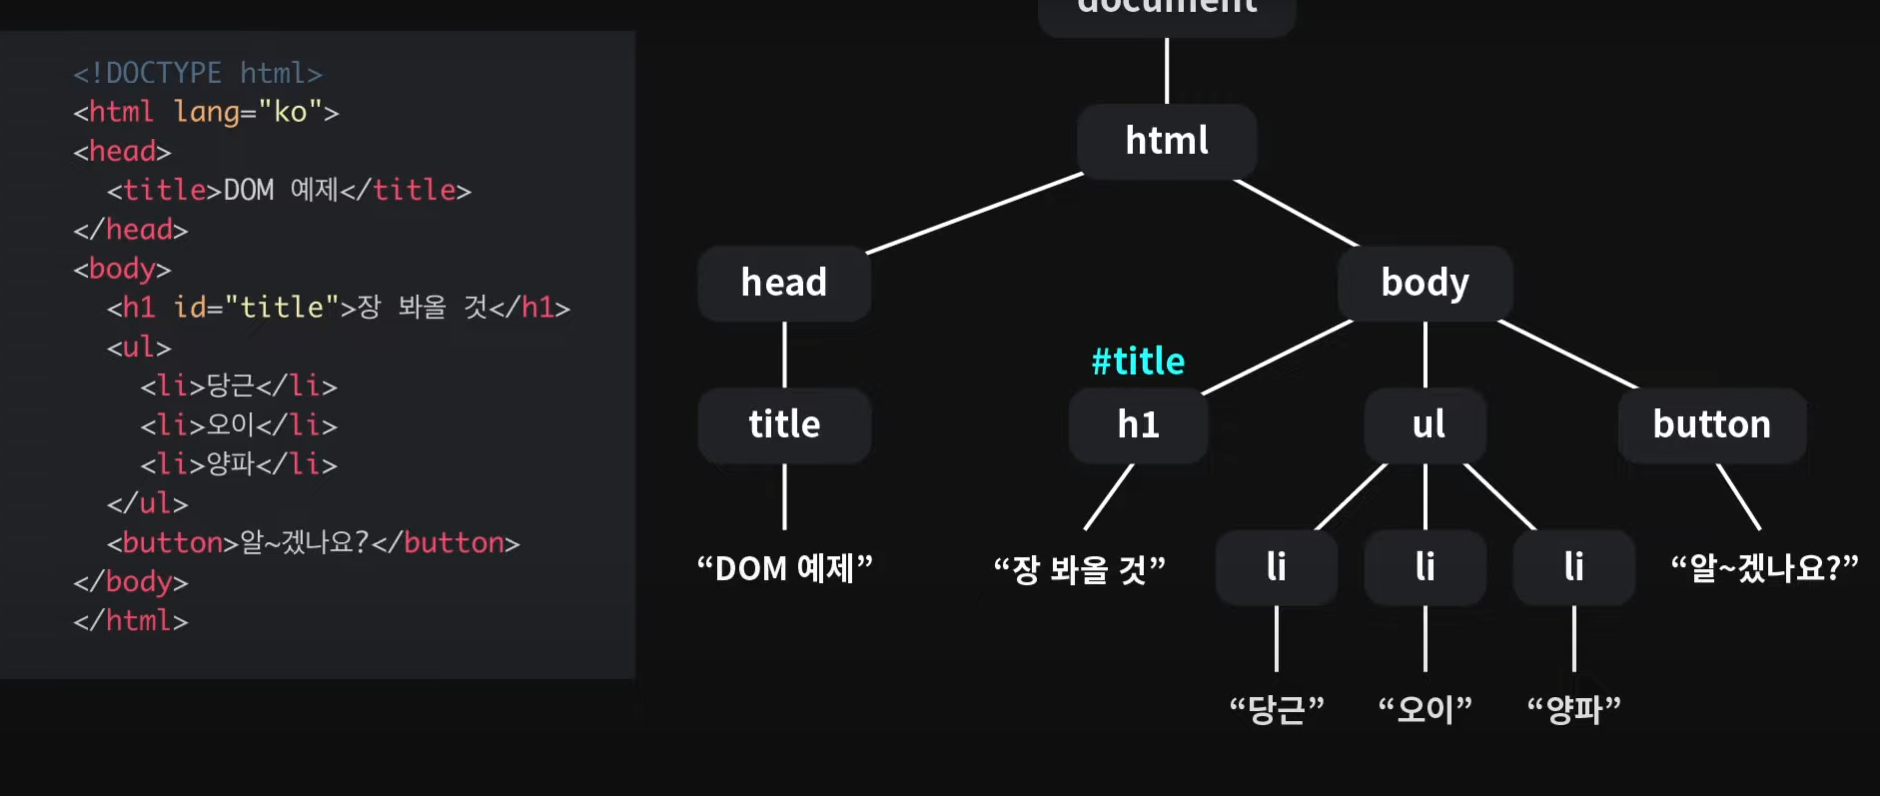 <!DOCTYPE html>
<html lang="ko">
<head>
<title>DOM 예제</title>
</head>
<body>
<h1 id="title">장 봐올 것</h1>
<ul>
<li>당근</li>
<li>오이</li>
<li>양파</li>
</ul>
<button>알~겠나요?</button>
</body>
</html>
document
html
head
body
#title
title
h1
ul
button
“DOM 예제”
“장 봐올 것”
li
li
li
“알~겠나요?”
“당근”
“오이”
“양파”